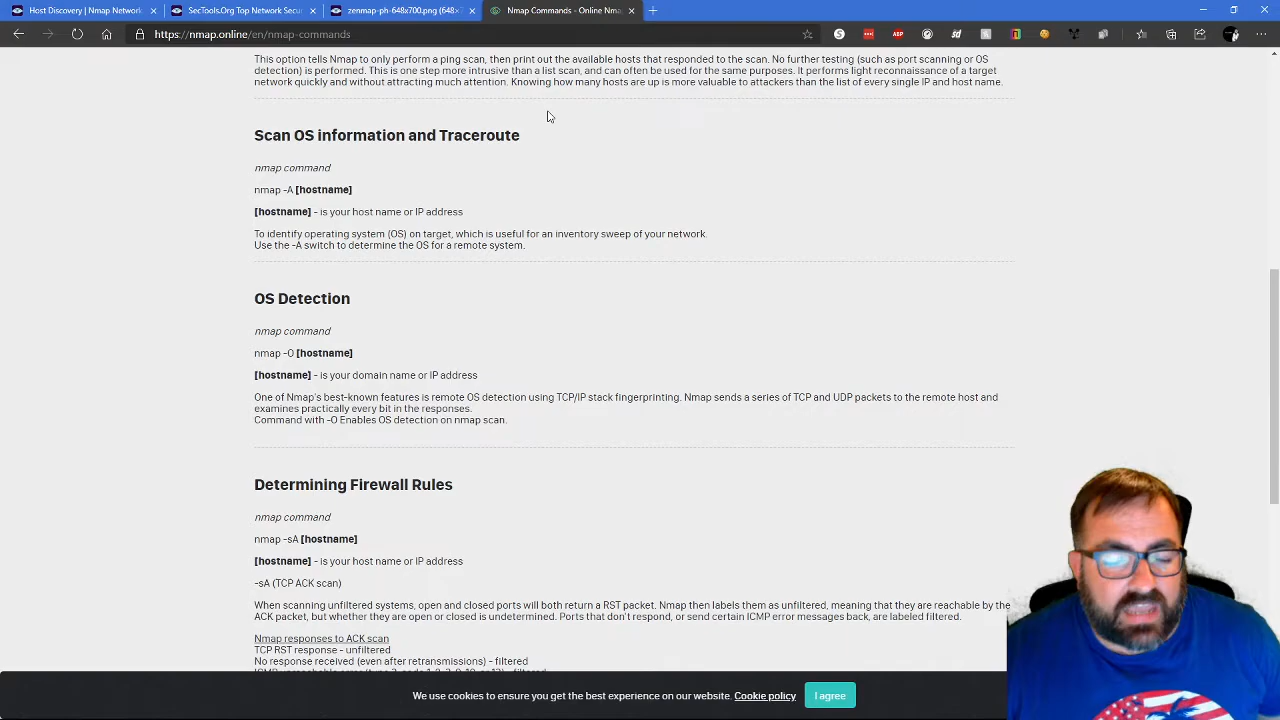 Host Discovery | Nmap Network
SecTools.Org Top Network Secur
zenmap-ph-648x700.png (648×7
Nmap Commands - Online Nma
https://nmap.online/en/nmap-commands
ABP
This option tells Nmap to only perform a ping scan, then print out the available hosts that responded to the scan. No further testing (such as port scanning or OS
detection) is performed. This is one step more intrusive than a list scan, and can often be used for the same purposes. It performs light reconnaissance of a target
network quickly and without attracting much attention. Knowing how many hosts are up is more valuable to attackers than the list of every single IP and host name.
Scan OS information and Traceroute
nmap command
nmap -A [hostname]
[hostname] - is your host name or IP address
To identify operating system (OS) on target, which is useful for an inventory sweep of your network.
Use the -A switch to determine the OS for a remote system.
OS Detection
nmap command
nmap -O [hostname]
[hostname] - is your domain name or IP address
One of Nmap's best-known features is remote OS detection using TCP/IP stack fingerprinting. Nmap sends a series of TCP and UDP packets to the remote host and
examines practically every bit in the responses.
Command with -O Enables OS detection on nmap scan.
Determining Firewall Rules
nmap command
nmap -sA [hostname]
[hostname] - is your host name or IP address
-sA (TCP ACK scan)
When scanning unfiltered systems, open and closed ports will both return a RST packet. Nmap then labels them as unfiltered, meaning that they are reachable by the
ACK packet, but whether they are open or closed is undetermined. Ports that don't respond, or send certain ICMP error messages back, are labeled filtered.
Nmap responses to ACK scan
TCP RST response - unfiltered
No response received (even after retransmissions) - filtered
We use cookies to ensure you get the best experience on our website. Cookie policy
I agree